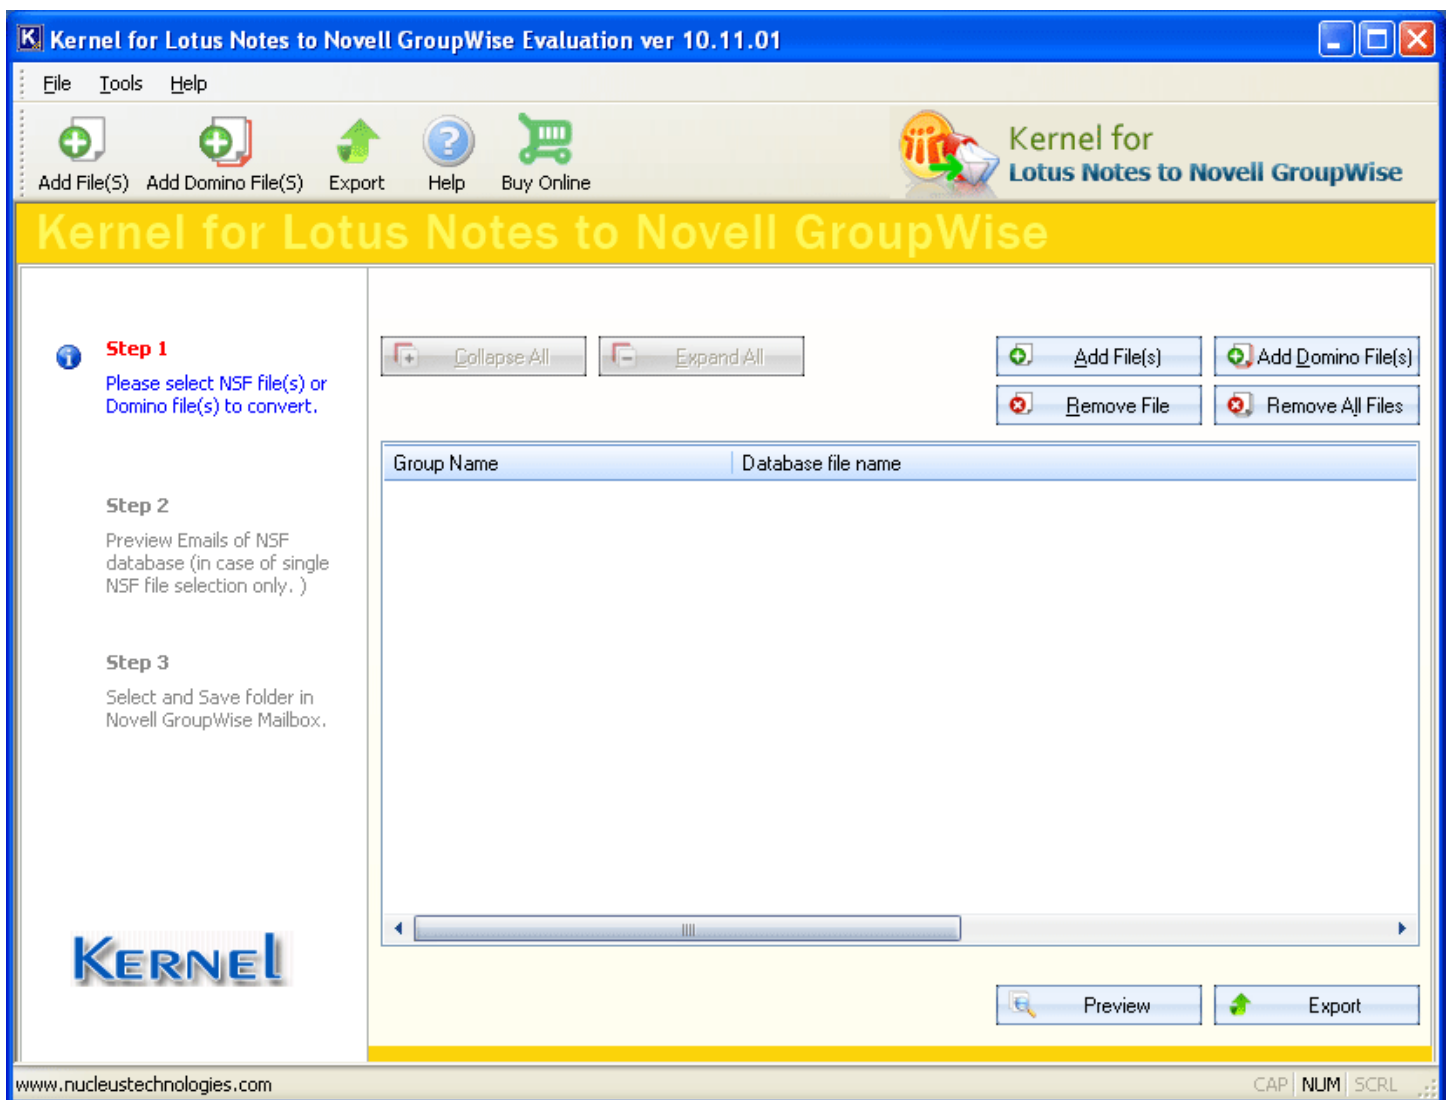 Kernel for Lotus Notes to Novell GroupWise Evaluation ver 10.11.01
File Tools Help
Add File(S) Add Domino File(S) Export Help Buy Online
Kernel for
Lotus Notes to Novell GroupWise
Kernel for Lotus Notes to Novell GroupWise
Step 1
Please select NSF file(s) or
Domino file(s) to convert.
Step 2
Preview Emails of NSF
database (in case of single
NSF file selection only. )
Step 3
Select and Save folder in
Novell GroupWise Mailbox.
KERNEl
Collapse All Expand All Add File(s) Add Domino File(s)
Remove File Remove All Files
Group Name Database file name
Preview Export
www.nucleustechnologies.com CAP NUM SCRL